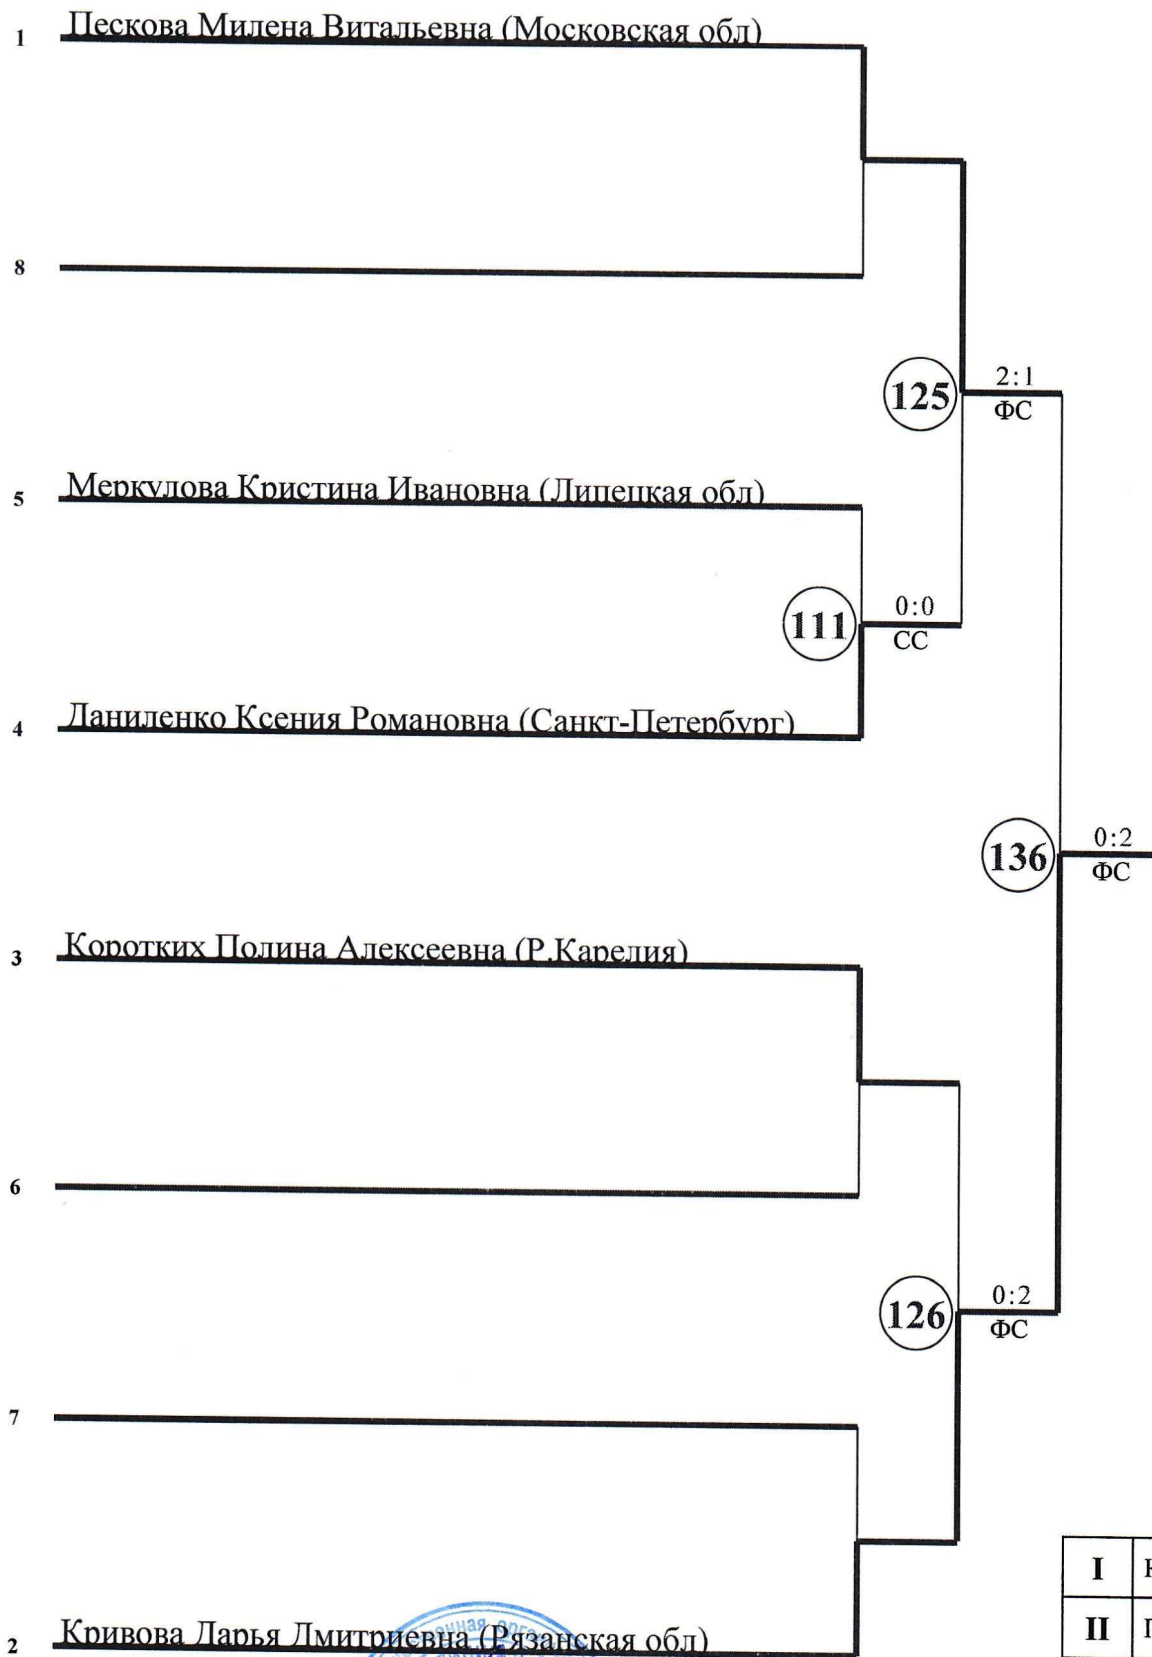 1 Пескова Милена Витальевна (Московская обл)
8
125 2:1
ФС
5 Меркулова Кристина Ивановна (Липецкая обл)
111 0:0
СС
4 Даниленко Ксения Романовна (Санкт-Петербург)
136 0:2
ФС
3 Коротких Полина Алексеевна (Р.Карелия)
6
126 0:2
ФС
7
I
II
2 Кривова Дарья Дмитриевна (Рязанская обл)